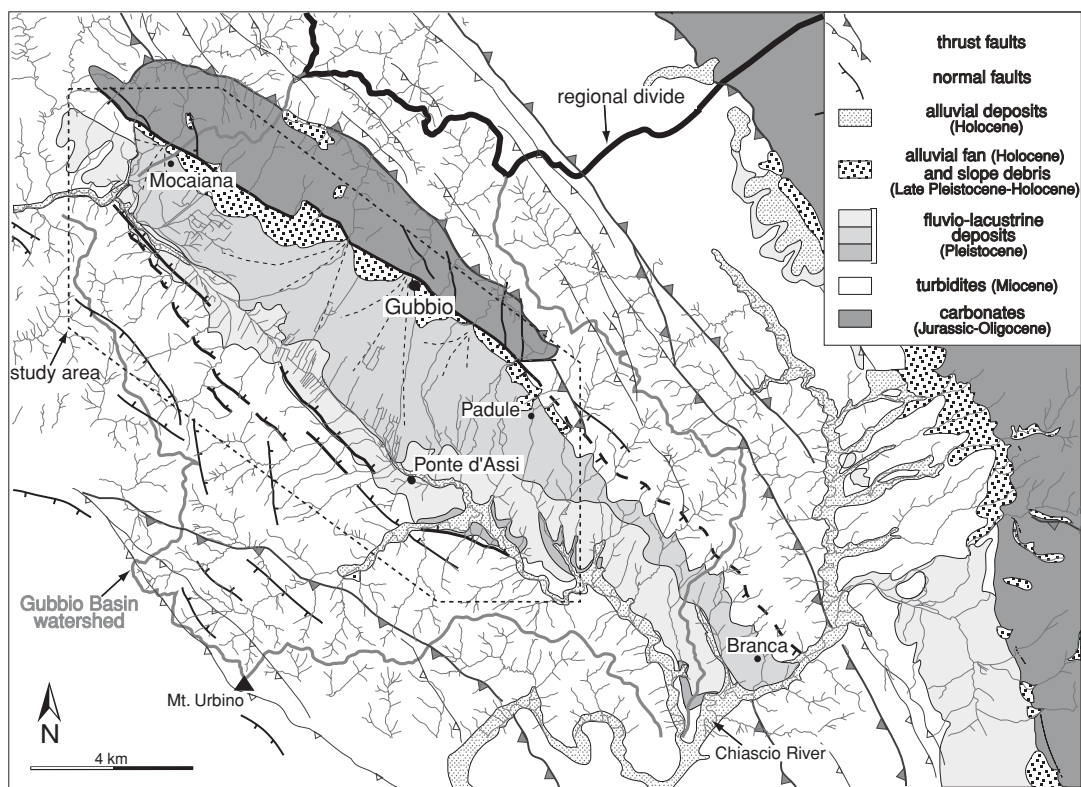 regional divide
Mocaiana
Gubbio
study area
Padule
Ponte d'Assi
Gubbio Basin
watershed
Branca
Mt. Urbino
N
4 km
Chiascio River
thrust faults
normal faults
alluvial deposits
(Holocene)
alluvial fan (Holocene)
and slope debris
(Late Pleistocene-Holocene)
fluvio-lacustrine
deposits
(Pleistocene)
turbidites (Miocene)
carbonates
(Jurassic-Oligocene)